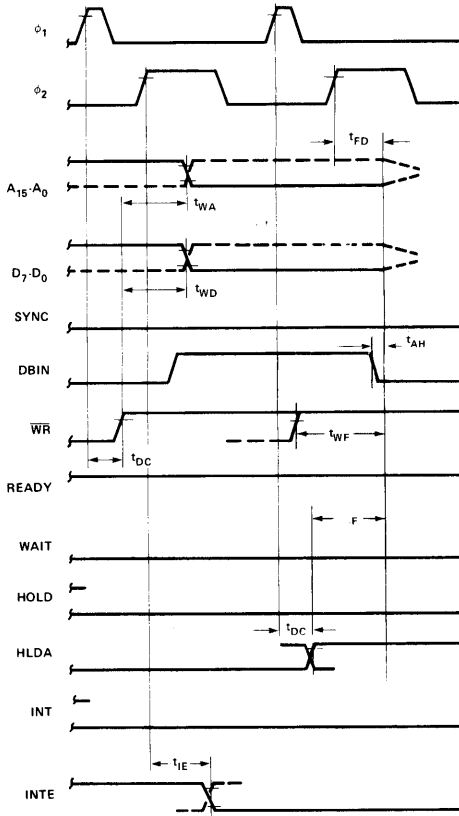 ϕ1
ϕ2
tFD
A15-A0
tWA
D7-D0
tWD
SYNC
tAH
DBIN
WR
tWF
tDC
READY
F
WAIT
HOLD
tDC
HLDA
INT
tIE
INTE